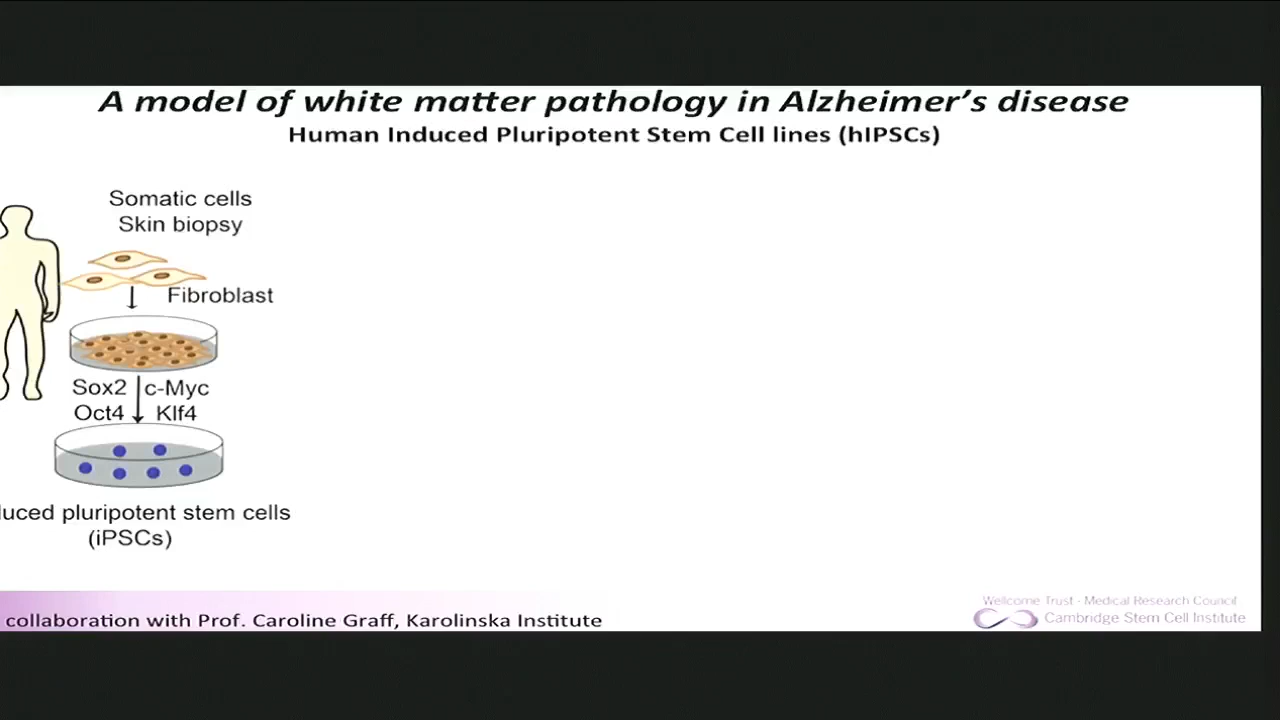 A model of white matter pathology in Alzheimer's disease
Human Induced Pluripotent Stem Cell lines (hIPSCs)
Somatic cells
Skin biopsy
Fibroblast
Sox2 c-Myc
Oct4 Klf4
duced pluripotent stem cells
(iPSCs)
collaboration with Prof. Caroline Graff, Karolinska Institute
Wellcome Trust - Medical Research Council
Cambridge Stem Cell Institute